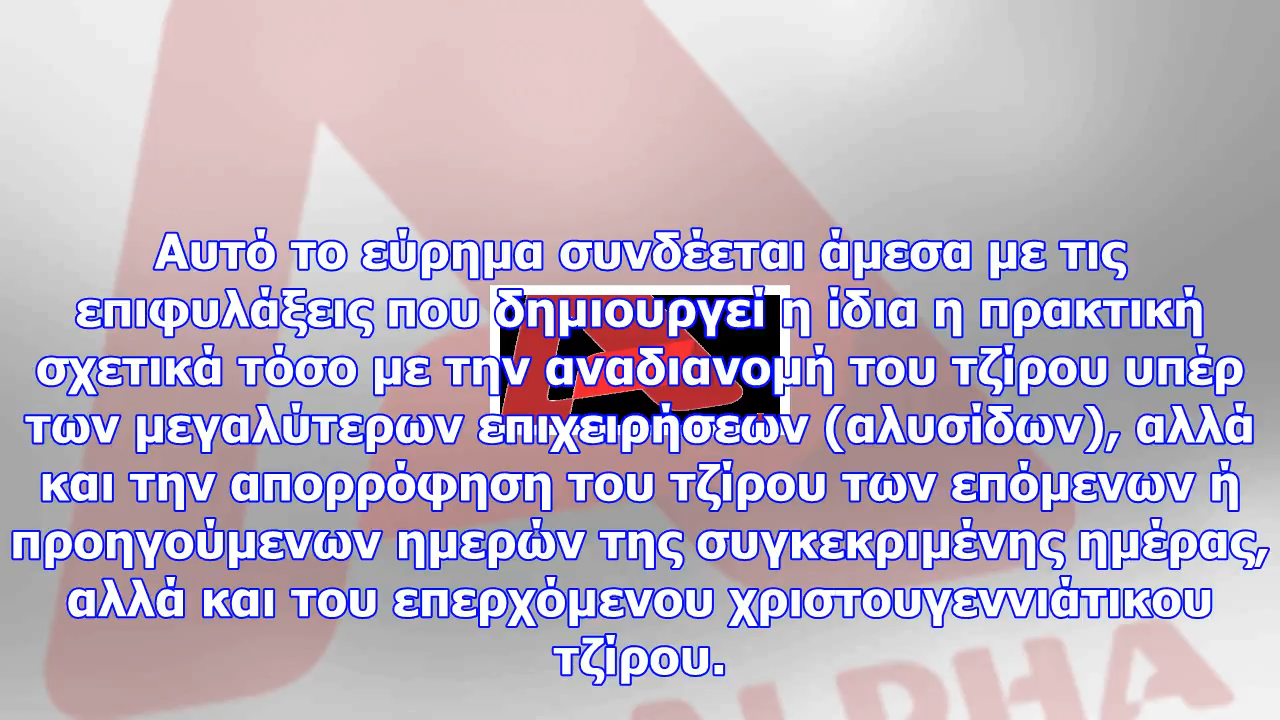 Αυτό το εύρημα συνδέεται άμεσα με τις
επιφυλάξεις που δημιουργεί η ίδια η πρακτική
σχετικά τόσο με την αναδιανομή του τζίρου υπέρ
των μεγαλύτερων επιχειρήσεων (αλυσίδων), αλλά
και την απορρόφηση του τζίρου των επόμενων ή
προηγούμενων ημερών της συγκεκριμένης ημέρας,
αλλά και του επερχόμενου χριστουγεννιάτικου
τζίρου.
ALPHA